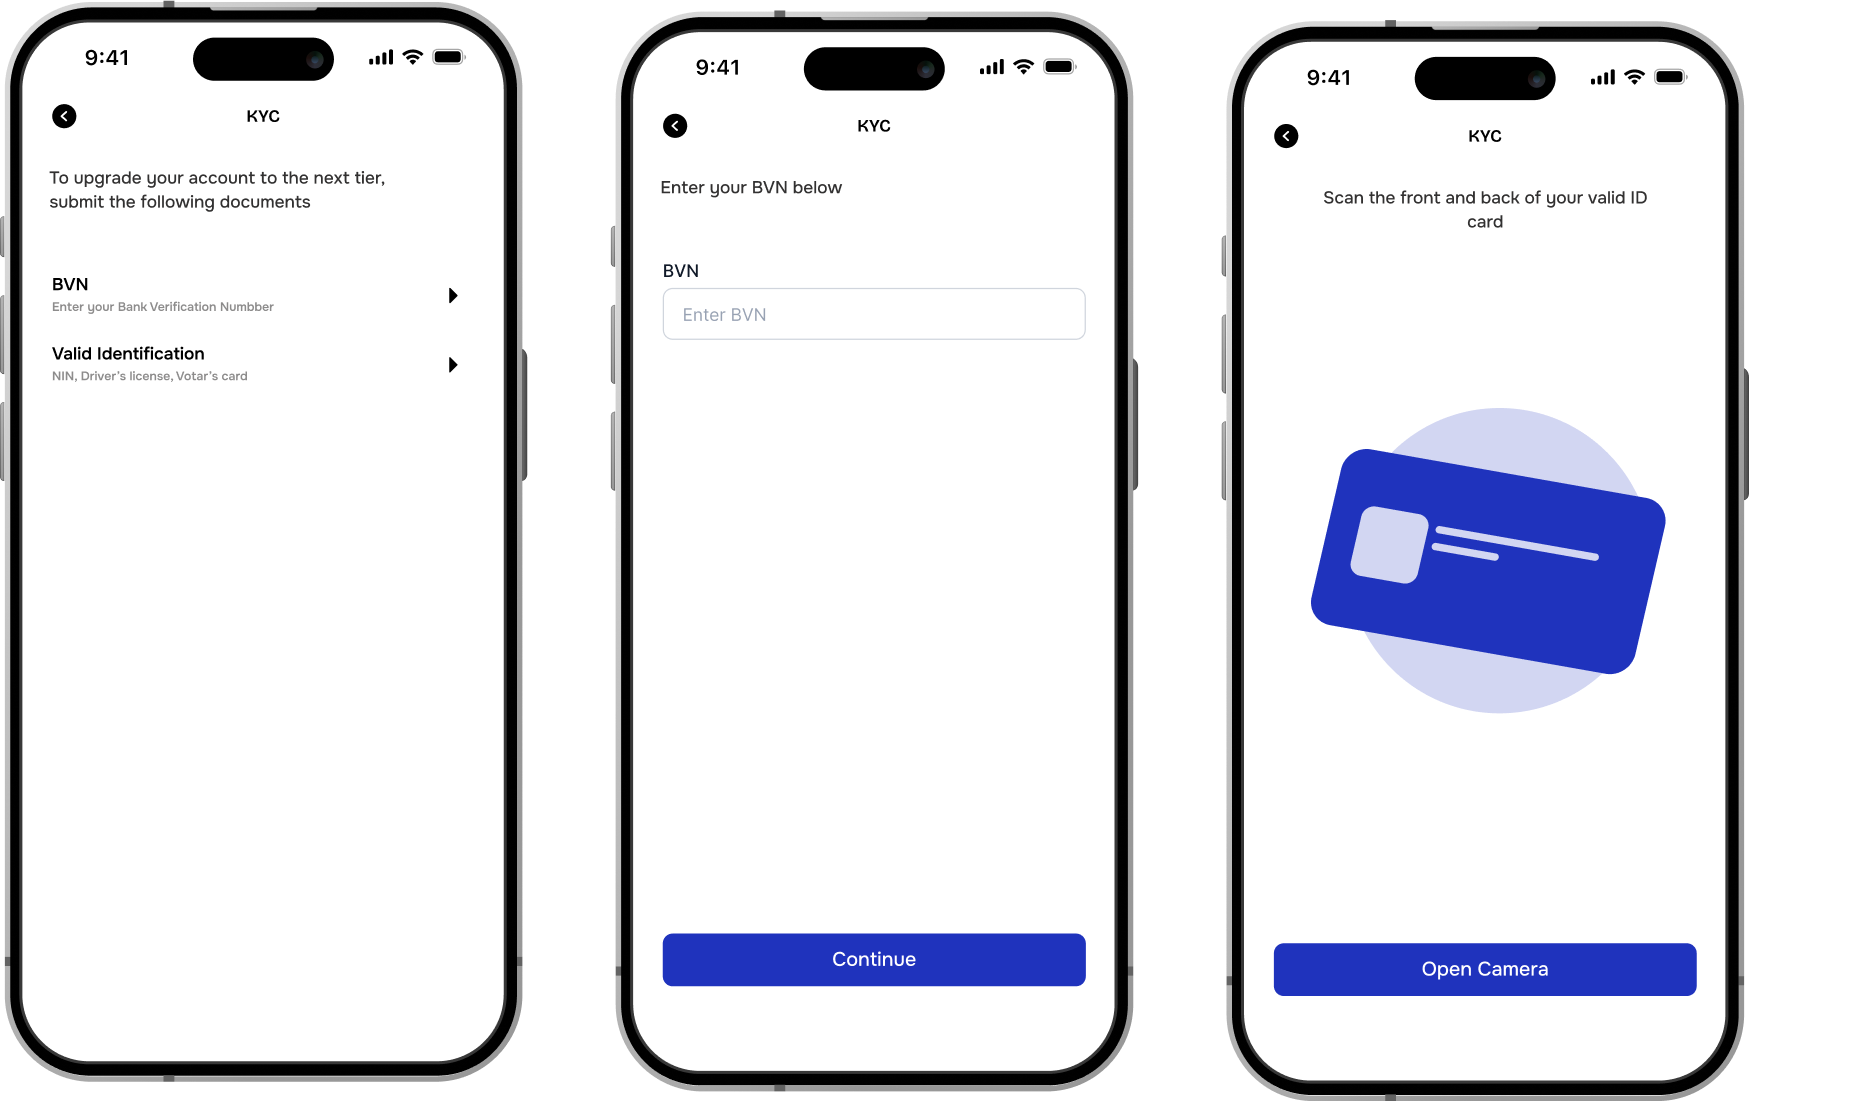 9:41
KYC
To upgrade your account to the next tier,
submit the following documents
BVN
Enter your Bank Verification Numbber
Valid Identification
NIN, Driver's license, Votar's card
9:41
KYC
Enter your BVN below
BVN
Enter BVN
Continue
9:41
KYC
Scan the front and back of your valid ID
card
Open Camera